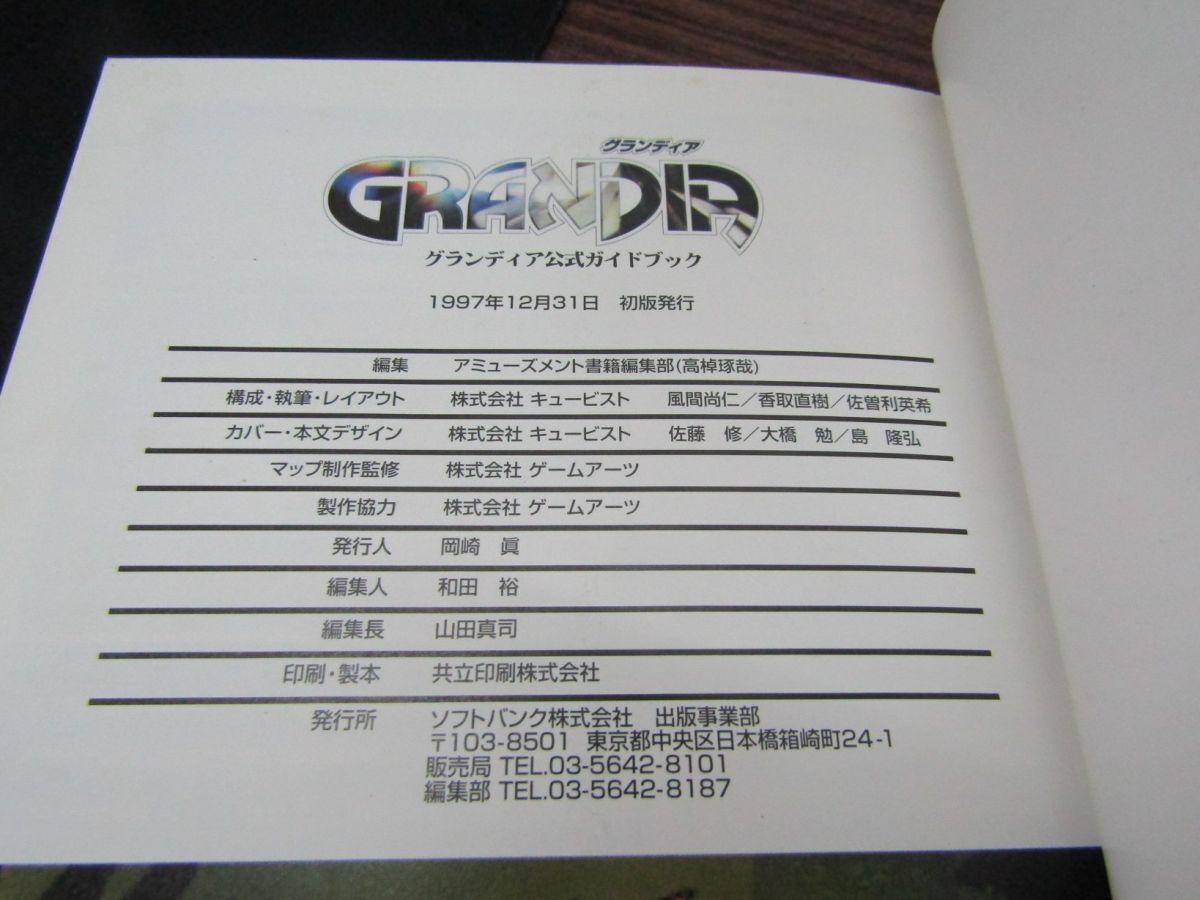 グランディア
GRANDIA
グランディア公式ガイドブック
1997年12月31日 初版発行
編集 アミューズメント書籍編集部(高棹琢哉)
構成・執筆・レイアウト 株式会社 キュービスト 風間尚仁／香取直樹／佐曽利英希
カバー・本文デザイン 株式会社 キュービスト 佐藤 修／大橋 勉／島 隆弘
マップ制作監修 株式会社 ゲームアーツ
製作協力 株式会社 ゲームアーツ
発行人 岡崎 眞
編集人 和田 裕
編集長 山田真司
印刷・製本 共立印刷株式会社
発行所 ソフトバンク株式会社 出版事業部
〒103-8501 東京都中央区日本橋箱崎町24-1
販売局 TEL.03-5642-8101
編集部 TEL.03-5642-8187